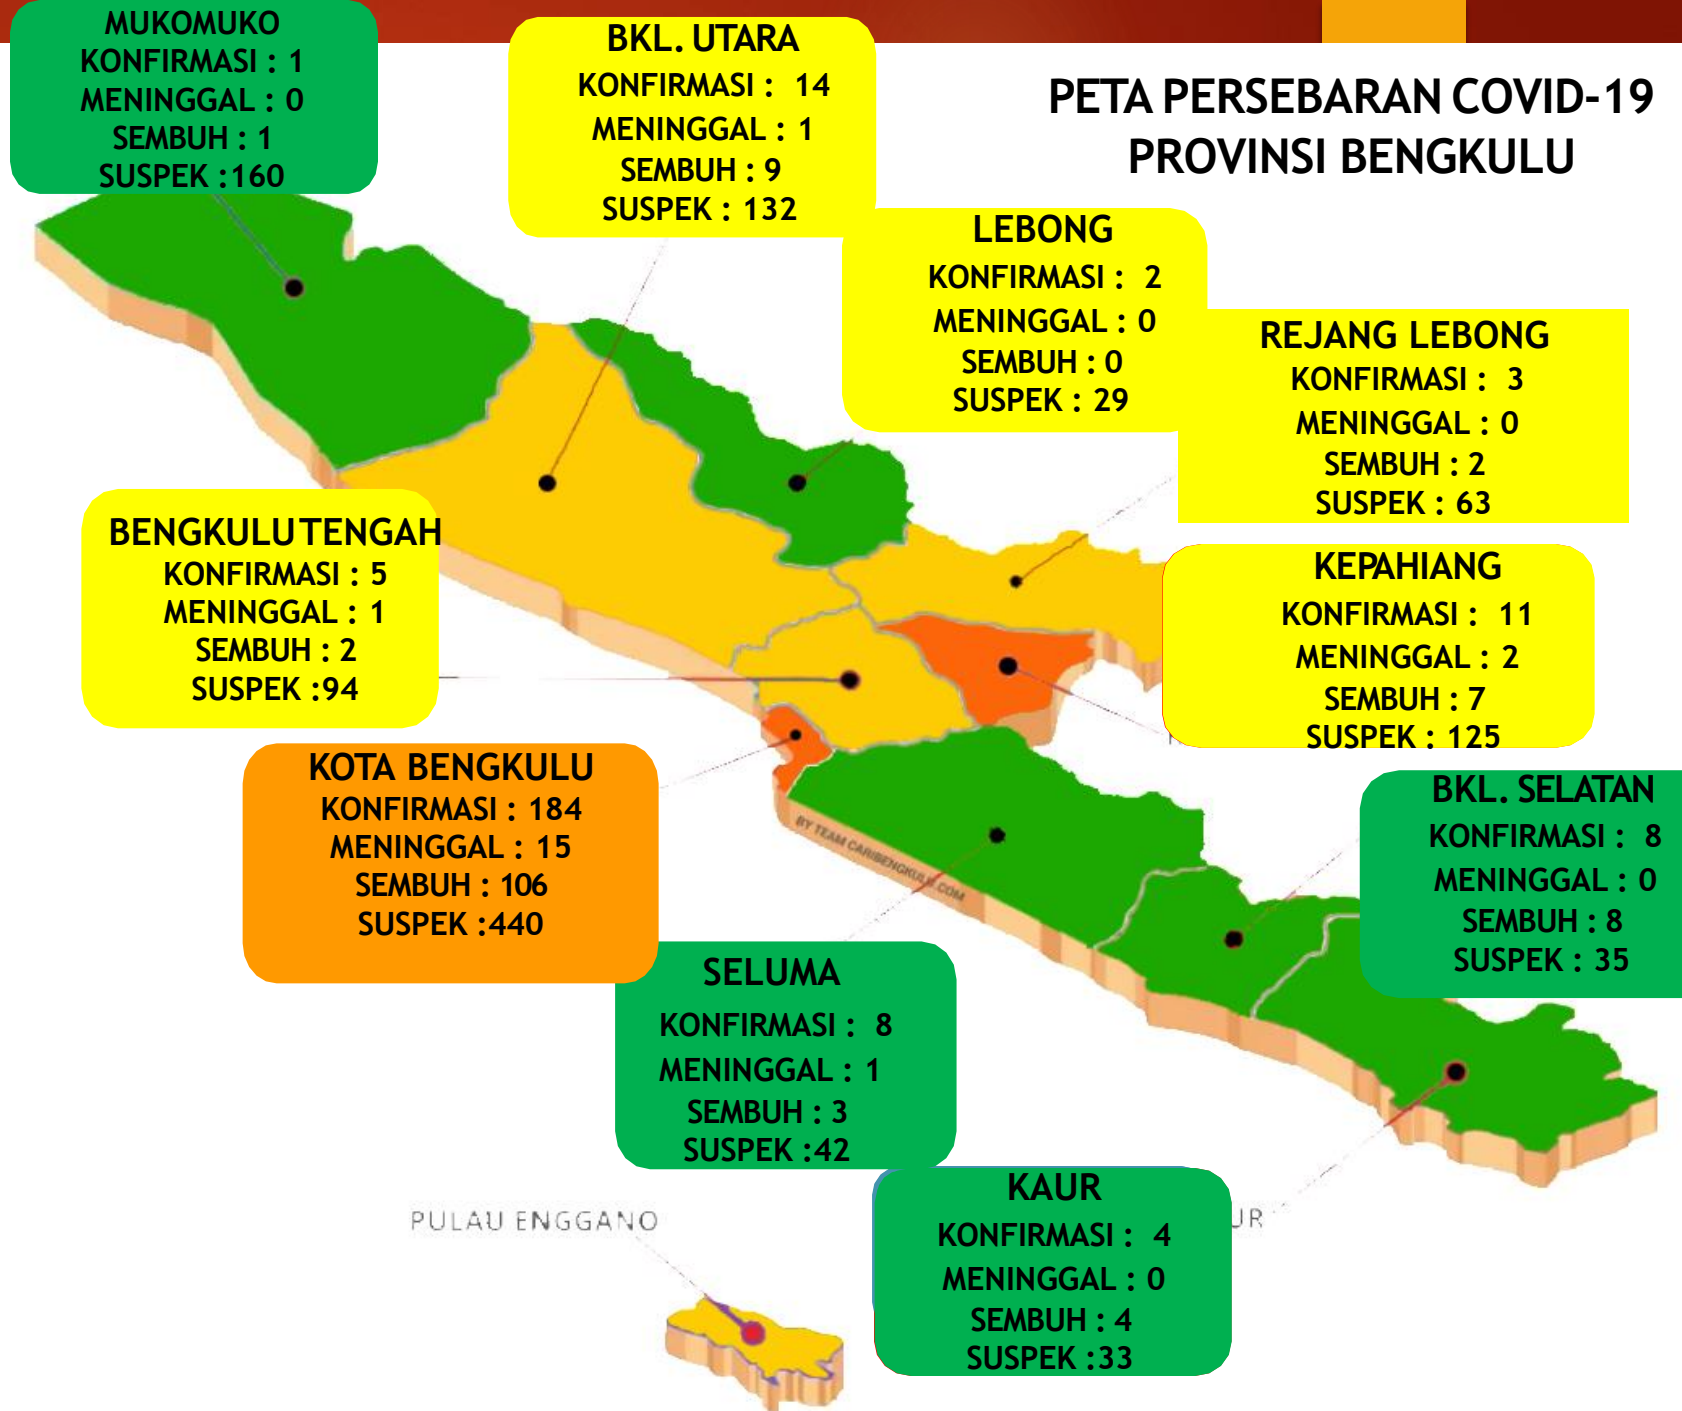 PETA PERSEBARAN COVID-19
PROVINSI BENGKULU
MUKOMUKO
KONFIRMASI : 1
MENINGGAL : 0
SEMBUH : 1
SUSPEK :160
BKL. UTARA
KONFIRMASI : 14
MENINGGAL : 1
SEMBUH : 9
SUSPEK : 132
LEBONG
KONFIRMASI : 2
MENINGGAL : 0
SEMBUH : 0
SUSPEK : 29
REJANG LEBONG
KONFIRMASI : 3
MENINGGAL : 0
SEMBUH : 2
SUSPEK : 63
BENGKULU TENGAH
KONFIRMASI : 5
MENINGGAL : 1
SEMBUH : 2
SUSPEK :94
KEPAHIANG
KONFIRMASI : 11
MENINGGAL : 2
SEMBUH : 7
SUSPEK : 125
KOTA BENGKULU
KONFIRMASI : 184
MENINGGAL : 15
SEMBUH : 106
SUSPEK :440
BKL. SELATAN
KONFIRMASI : 8
MENINGGAL : 0
SEMBUH : 8
SUSPEK : 35
BY TEAM CARIBENGKULU.COM
SELUMA
KONFIRMASI : 8
MENINGGAL : 1
SEMBUH : 3
SUSPEK :42
KAUR
KONFIRMASI : 4
MENINGGAL : 0
SEMBUH : 4
SUSPEK :33
UR
PULAU ENGGANO